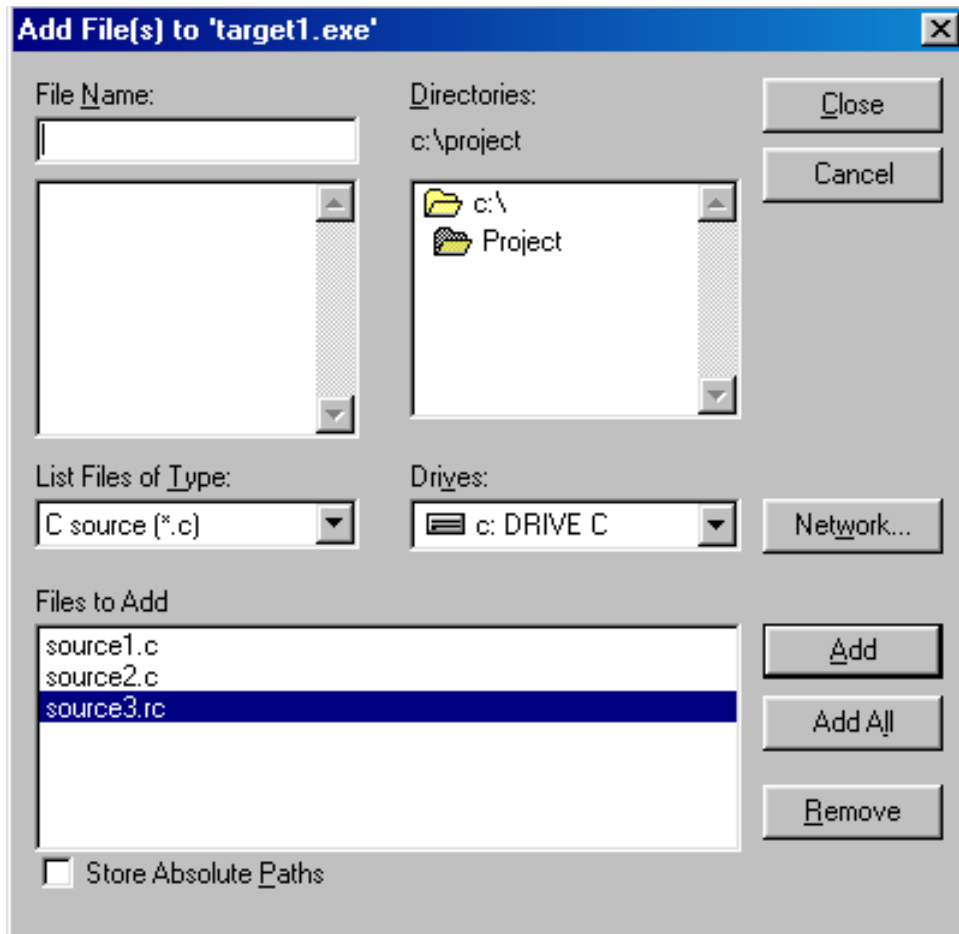 Add File(s) to 'target1.exe'
File Name:
Directories:
c:\project
c:\
Project
Close
Cancel
List Files of Type:
C source (*.c)
Drives:
c: DRIVE C
Network...
Files to Add
source1.c
source2.c
source3.rc
Add
Add All
Remove
Store Absolute Paths